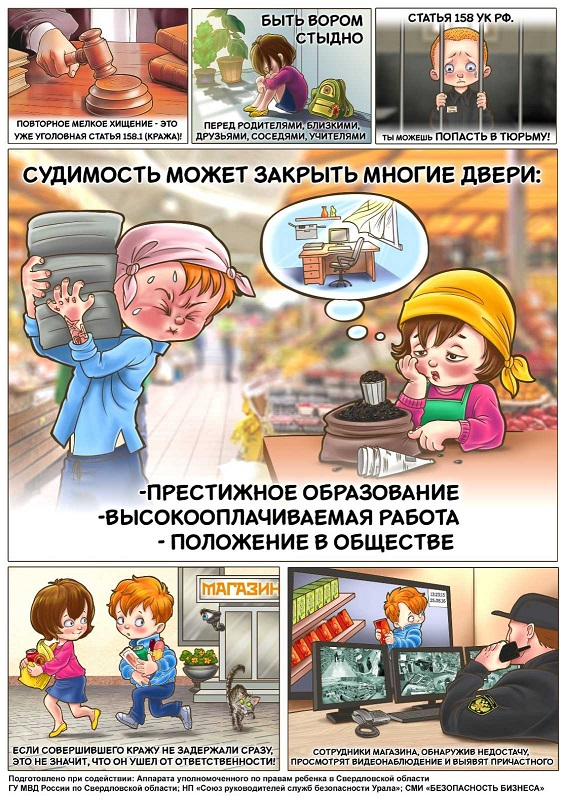 ПОВТОРНОЕ МЕЛКОЕ ХИЩЕНИЕ - ЭТО
УЖЕ УГОЛОВНАЯ СТАТЬЯ 158.1 (КРАЖА)!
БЫТЬ ВОРОМ
СТЫДНО
ПЕРЕД РОДИТЕЛЯМИ, БЛИЗКИМИ,
ДРУЗЬЯМИ, СОСЕДЯМИ, УЧИТЕЛЯМИ
СТАТЬЯ 158 УК РФ.
ТЫ МОЖЕШЬ ПОПАСТЬ В ТЮРЬМУ!
СУДИМОСТЬ МОЖЕТ ЗАКРЫТЬ МНОГИЕ ДВЕРИ:
-ПРЕСТИЖНОЕ ОБРАЗОВАНИЕ
-ВЫСОКООПЛАЧИВАЕМАЯ РАБОТА
- ПОЛОЖЕНИЕ В ОБЩЕСТВЕ
МАГАЗИН
ЕСЛИ СОВЕРШИВШЕГО КРАЖУ НЕ ЗАДЕРЖАЛИ СРАЗУ,
ЭТО НЕ ЗНАЧИТ, ЧТО ОН УШЕЛ ОТ ОТВЕТСТВЕННОСТИ!
СОТРУДНИКИ МАГАЗИНА, ОБНАРУЖИВ НЕДОСТАЧУ,
ПРОСМОТРЯТ ВИДЕОНАБЛЮДЕНИЕ И ВЫЯВЯТ ПРИЧАСТНОГО
Подготовлено при содействии: Аппарата уполномоченного по правам ребенка в Свердловской области
ГУ МВД России по Свердловской области; НП «Союз руководителей служб безопасности Урала»; СМИ «БЕЗОПАСНОСТЬ БИЗНЕСА»